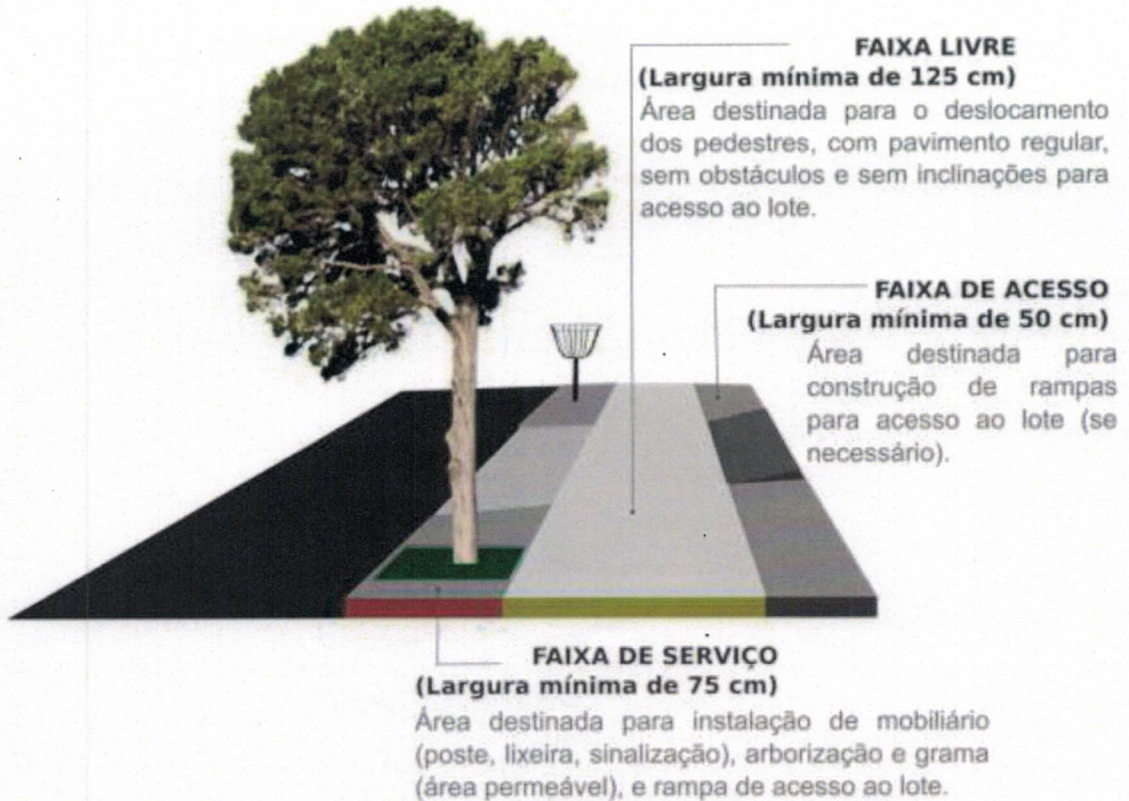 FAIXA LIVRE
(Largura mínima de 125 cm)
Área destinada para o deslocamento
dos pedestres, com pavimento regular,
sem obstáculos e sem inclinações para
acesso ao lote.
FAIXA DE ACESSO
(Largura mínima de 50 cm)
Área destinada para
construção de rampas
para acesso ao lote (se
necessário).
FAIXA DE SERVIÇO
(Largura mínima de 75 cm)
Área destinada para instalação de mobiliário
(poste, lixeira, sinalização), arborização e grama
(área permeável), e rampa de acesso ao lote.